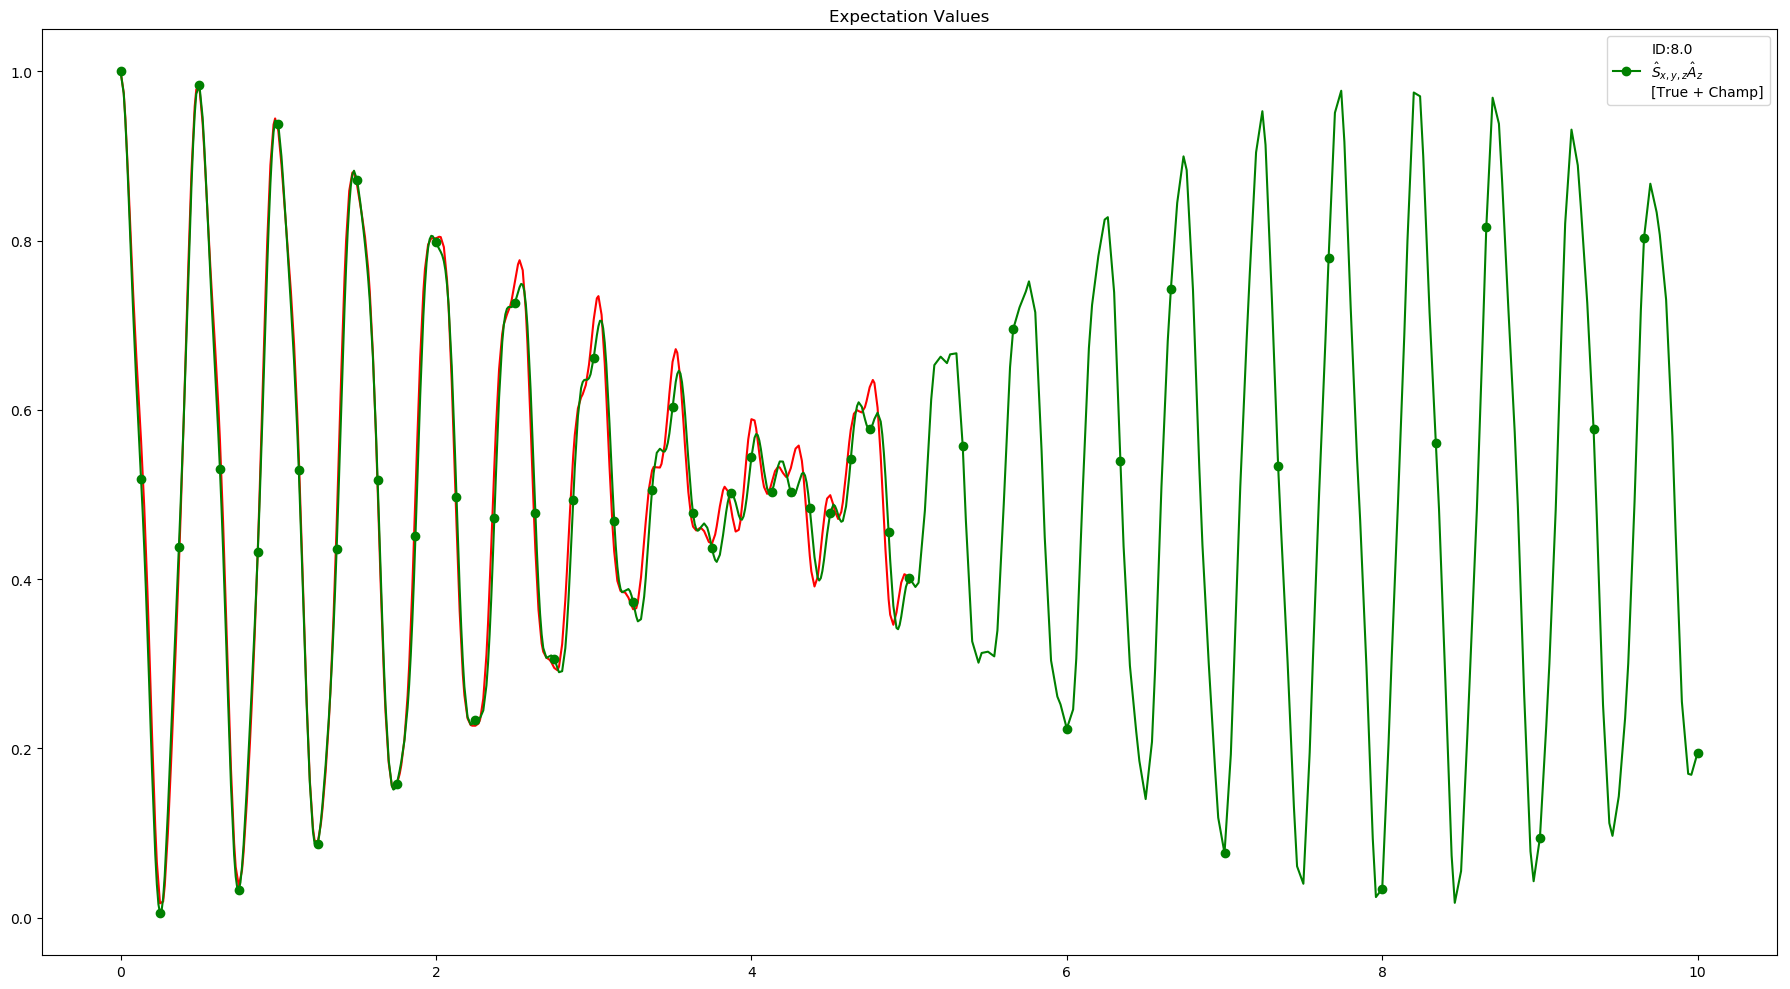 Expectation Values
ID:8.0
$\hat{S}_{x,y,z}\hat{A}_z$
[True + Champ]
1.0
0.8
0.6
0.4
0.2
0.0
0 2 4 6 8 10